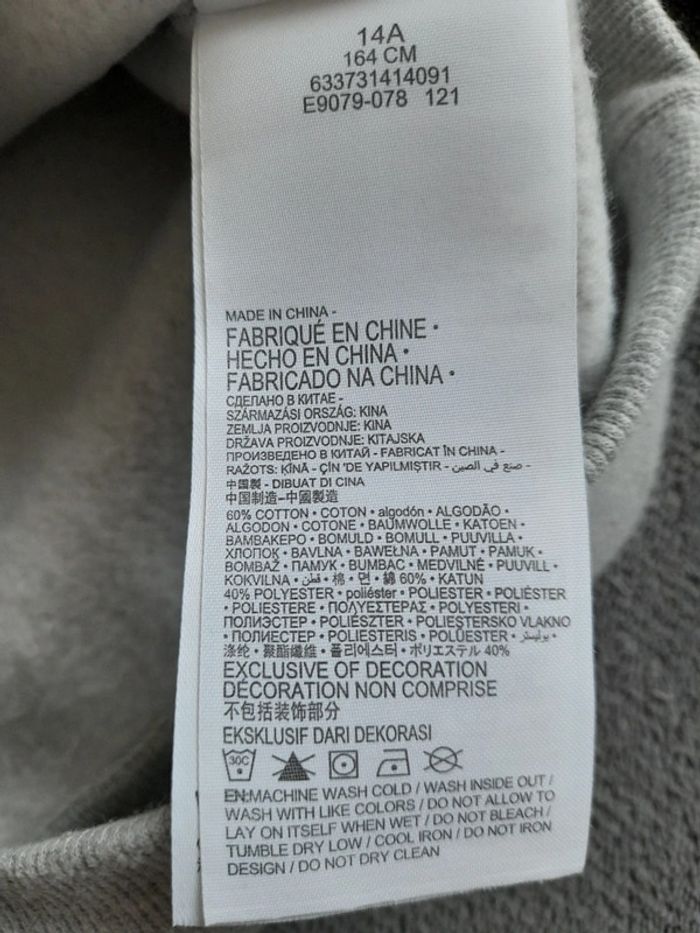 14A
164 CM
633731414091
E9079-078 121
MADE IN CHINA -
FABRIQUÉ EN CHINE •
HECHO EN CHINA •
FABRICADO NA CHINA •
СДЕЛАНО В КИТАЕ -
SZÁRMAZÁSI ORSZÁG: KINA
ZEMLJA PROIZVODNJE: KINA
DRŽAVA PROIZVODNJE: KITAJSKA
ПРОИЗВЕДЕНО В КИТАЙ - FABRICAT ÎN CHINA -
RAŽOTS: ĶĪNĀ - ÇİN 'DE YAPILMIŞTIR - صنع في الصين -
中国製 - DIBUAT DI CINA
中国制造-中國製造
60% COTTON • COTON • algodón • ALGODÃO •
ALGODON • COTONE • BAUMWOLLE • KATOEN •
ΒΑΜΒΑΚΕΡΟ • BOMULD • BOMULL • PUUVILLA •
ХЛОПОК • BAVLNA • BAWEŁNA • PAMUT • PAMUK •
BOMBAŽ • ПАМУК • BUMBAC • MEDVILNĖ • PUUVILL •
KOKVILNA • قطن • 棉 • 면 • 綿 60% • KATUN
40% POLYESTER • poliéster • POLIESTER • POLIÉSTER
• POLIESTERE • ΠΟΛΥΕΣΤΕΡΑΣ • POLYESTERI •
ПОЛИЭСТЕР • POLIÉSZTER • POLIESTERSKO VLAKNO
• ПОЛИЕСТЕР • POLIESTERIS • POLÜESTER • بوليستر •
涤纶 • 聚酯纖維 • 폴리에스터 • ポリエステル 40%
EXCLUSIVE OF DECORATION
DÉCORATION NON COMPRISE
不包括装饰部分
EKSKLUSIF DARI DEKORASI
30C
EN:MACHINE WASH COLD / WASH INSIDE OUT /
WASH WITH LIKE COLORS / DO NOT ALLOW TO
LAY ON ITSELF WHEN WET / DO NOT BLEACH /
TUMBLE DRY LOW / COOL IRON / DO NOT IRON
DESIGN / DO NOT DRY CLEAN